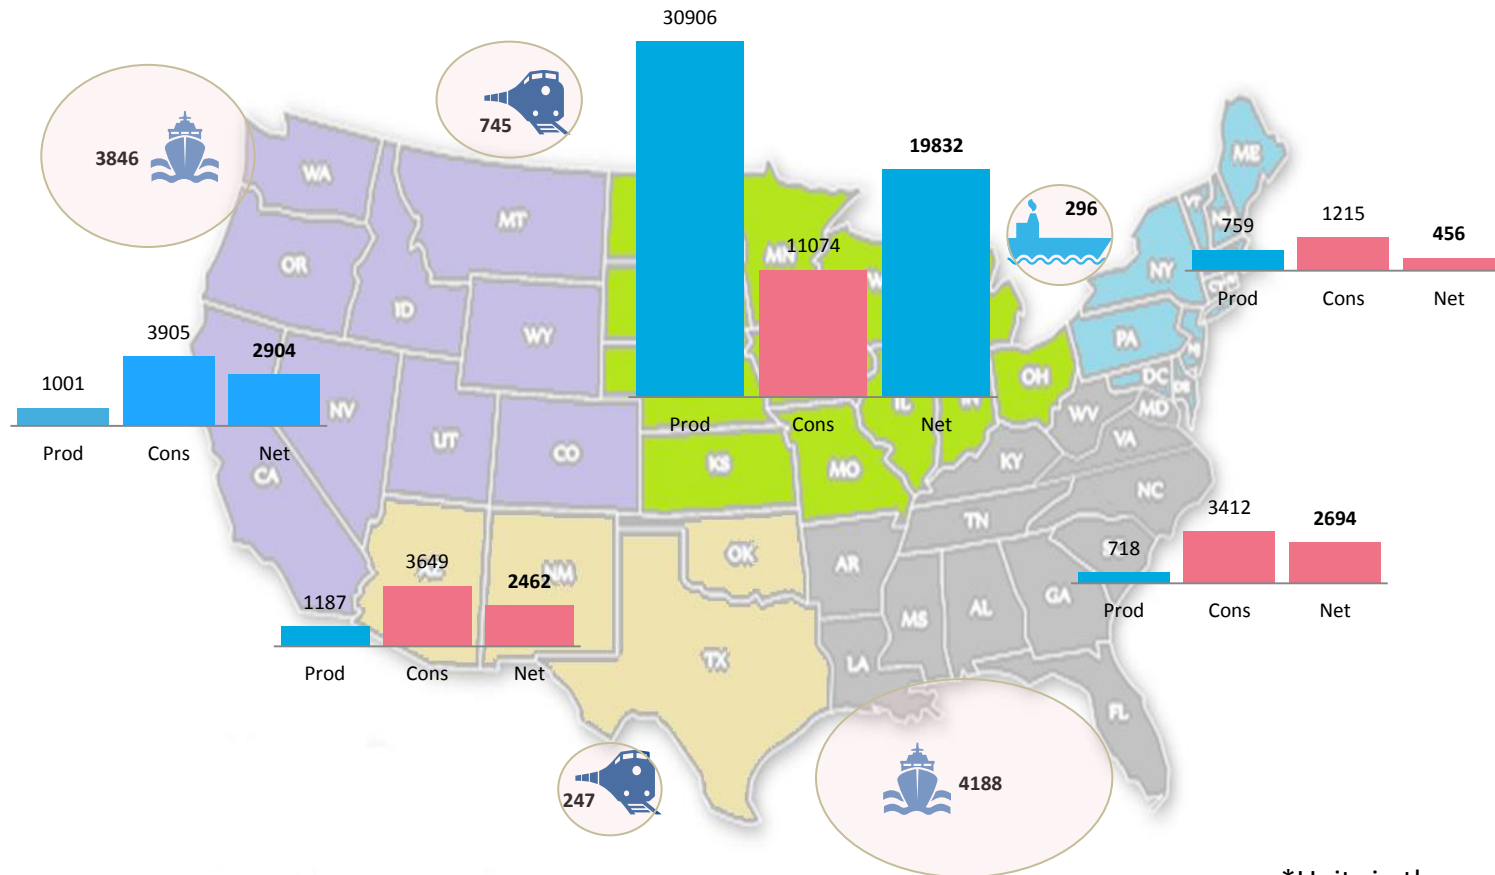 30906
745
3846
19832
296
759
1215
456
Prod
Cons
Net
11074
Prod
Cons
Net
1001
3905
2904
Prod
Cons
Net
WA
MT
MN
ME
VT
OR
ID
WY
NY
PA
OH
NV
UT
CO
KS
MO
IL
IN
DC
DE
MD
WV
VA
KY
CA
NC
TN
3412
2694
718
Prod
Cons
Net
3649
1187
2462
Prod
Cons
Net
NM
OK
AR
MS
AL
GA
TX
LA
FL
247
4188